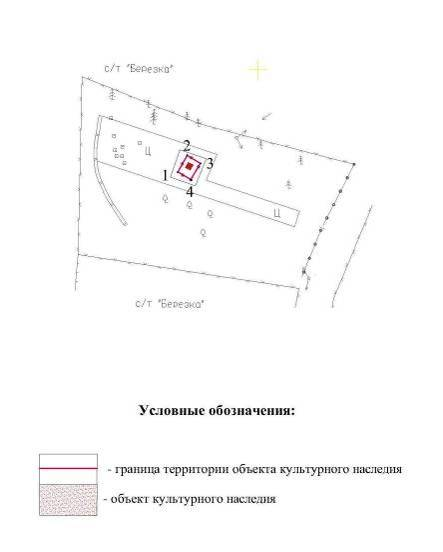 с/т "Березка"
2
Ц
3
1
4
Ц
с/т "Березка"
Условные обозначения:
- граница территории объекта культурного наследия
- объект культурного наследия